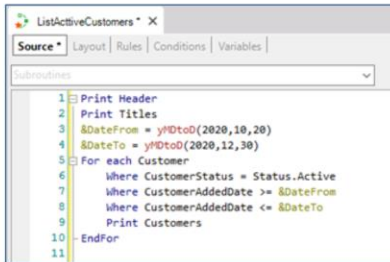 ListActtiveCustomers * X
Source * Layout Rules Conditions Variables
Subroutines
1 Print Header
2 Print Titles
3 &DateFrom = yMDtoD(2020,10,20)
4 &DateTo = yMDtoD(2020,12,30)
5 For each Customer
6 Where CustomerStatus = Status.Active
7 Where CustomerAddedDate >= &DateFrom
8 Where CustomerAddedDate <= &DateTo
9 Print Customers
10 EndFor
11